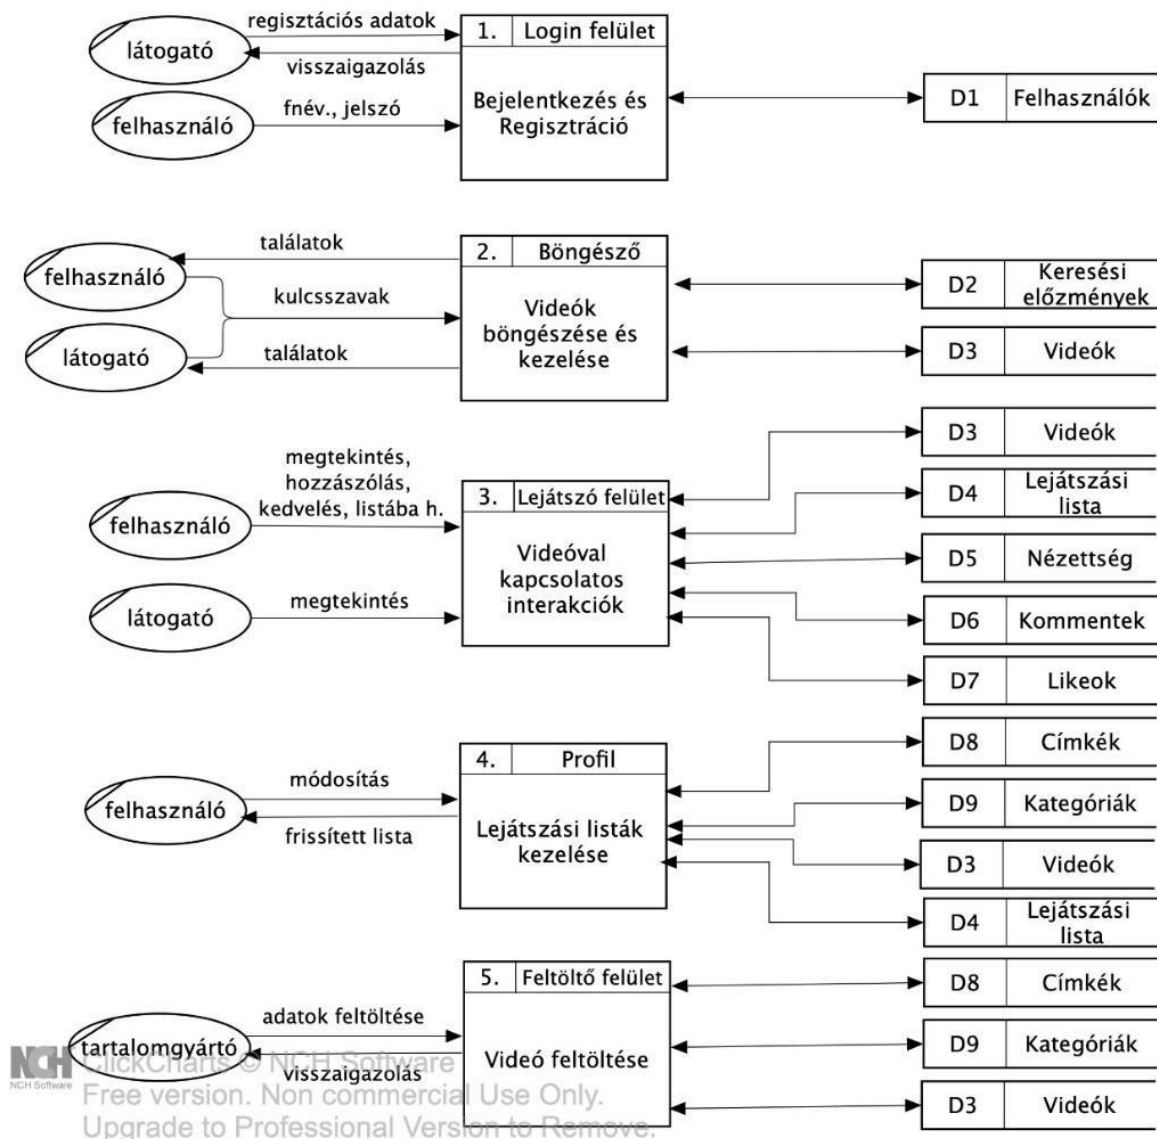 regisztációs adatok
látogató
visszaigazolás
felhasználó
fnév., jelszó
1. Login felület
Bejelentkezés és
Regisztráció
D1 Felhasználók
találatok
felhasználó
kulcsszavak
látogató
találatok
2. Böngésző
Videók
böngészése és
kezelése
D2 Keresési
előzmények
D3 Videók
megtekintés,
hozzászólás,
kedvelés, listába h.
felhasználó
látogató
megtekintés
3. Lejátszó felület
Videóval
kapcsolatos
interakciók
D3 Videók
D4 Lejátszási
lista
D5 Nézettség
D6 Kommentek
D7 Likeok
módosítás
felhasználó
frissített lista
4. Profil
Lejátszási listák
kezelése
D8 Címkék
D9 Kategóriák
D3 Videók
D4 Lejátszási
lista
adatok feltöltése
tartalomgyártó
visszaigazolás
5. Feltöltő felület
Videó feltöltése
D8 Címkék
D9 Kategóriák
D3 Videók
NCH
NCH Software
ClickCharts © NCH Software
Free version. Non commercial Use Only.
Upgrade to Professional Version to Remove.